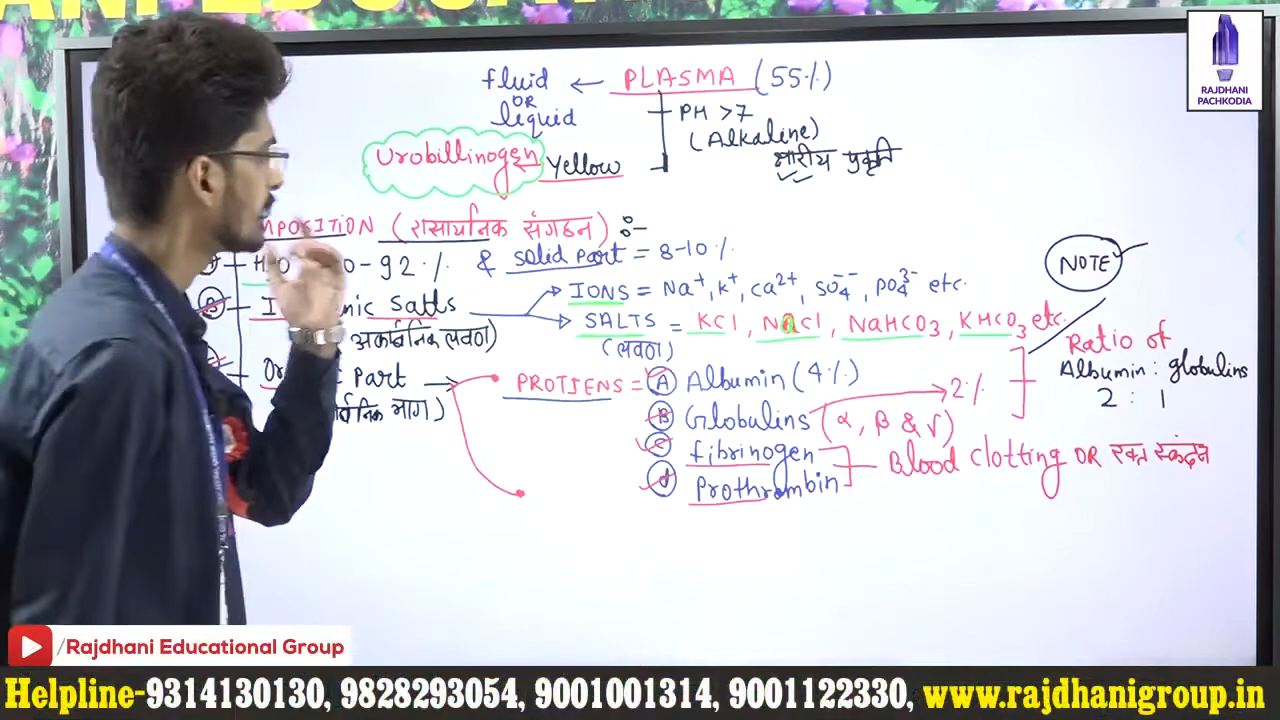 fluid ← PLASMA (55%)
OR
liquid
PH >7
(Alkaline)
क्षारीय प्रकृति
Urobillinogen Yellow
MPOSITION (रासायनिक संगठन) :-
0-92% & solid part = 8-10%
nic Salts → IONS = Na⁺, K⁺, Ca²⁺, SO₄⁻⁻, PO₄³⁻ etc.
अकार्बनिक लवण)
→ SALTS = KCl, NaCl, NaHCO₃, KHCO₃ etc.
(लवण)
Part → PROTIENS = (A) Albumin (4%)
र्बनिक भाग)
(B) Globulins (α, β & γ) → 2%
(C) fibrinogen
(d) Prothrombin
Blood clotting OR रक्त स्कंदन
NOTE
Ratio of
Albumin : globulins
2 : 1
RAJDHANI
PACHKODIA
/Rajdhani Educational Group
Helpline-9314130130, 9828293054, 9001001314, 9001122330, www.rajdhanigroup.in